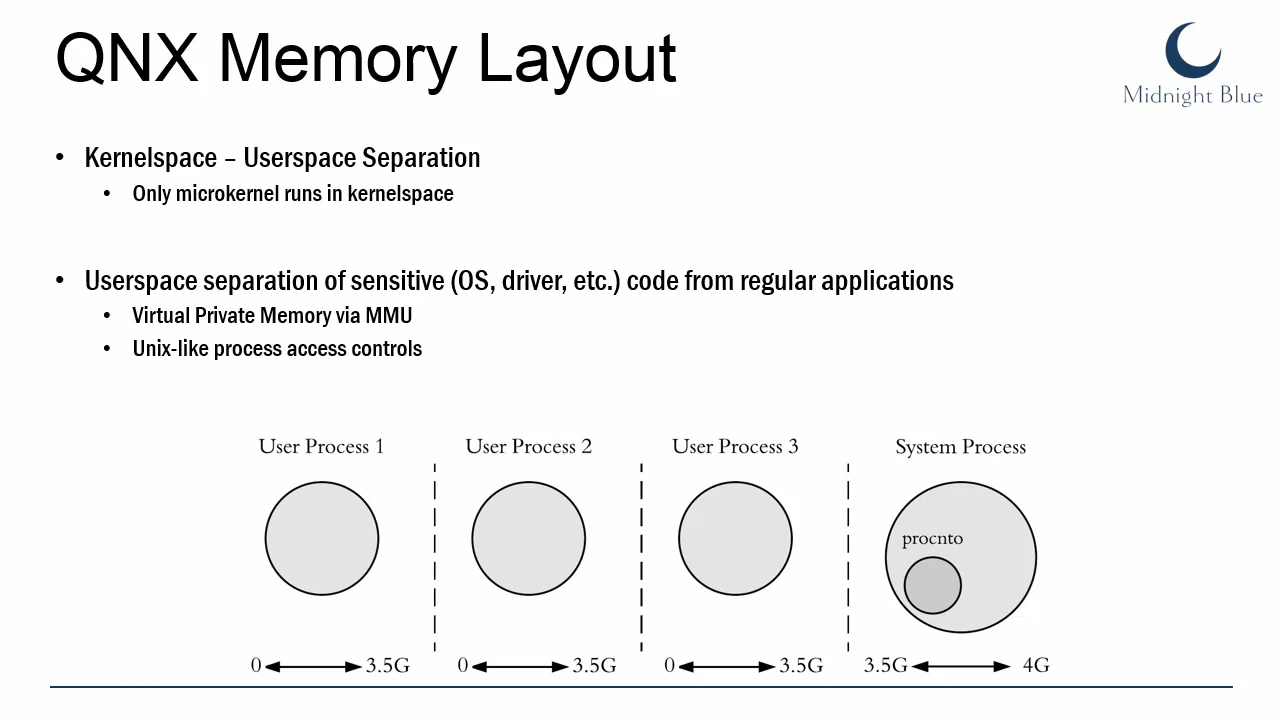 QNX Memory Layout
Midnight Blue
• Kernelspace – Userspace Separation
• Only microkernel runs in kernelspace
• Userspace separation of sensitive (OS, driver, etc.) code from regular applications
• Virtual Private Memory via MMU
• Unix-like process access controls
User Process 1 User Process 2 User Process 3 System Process
procnto
0 3.5G 0 3.5G 0 3.5G 3.5G 4G